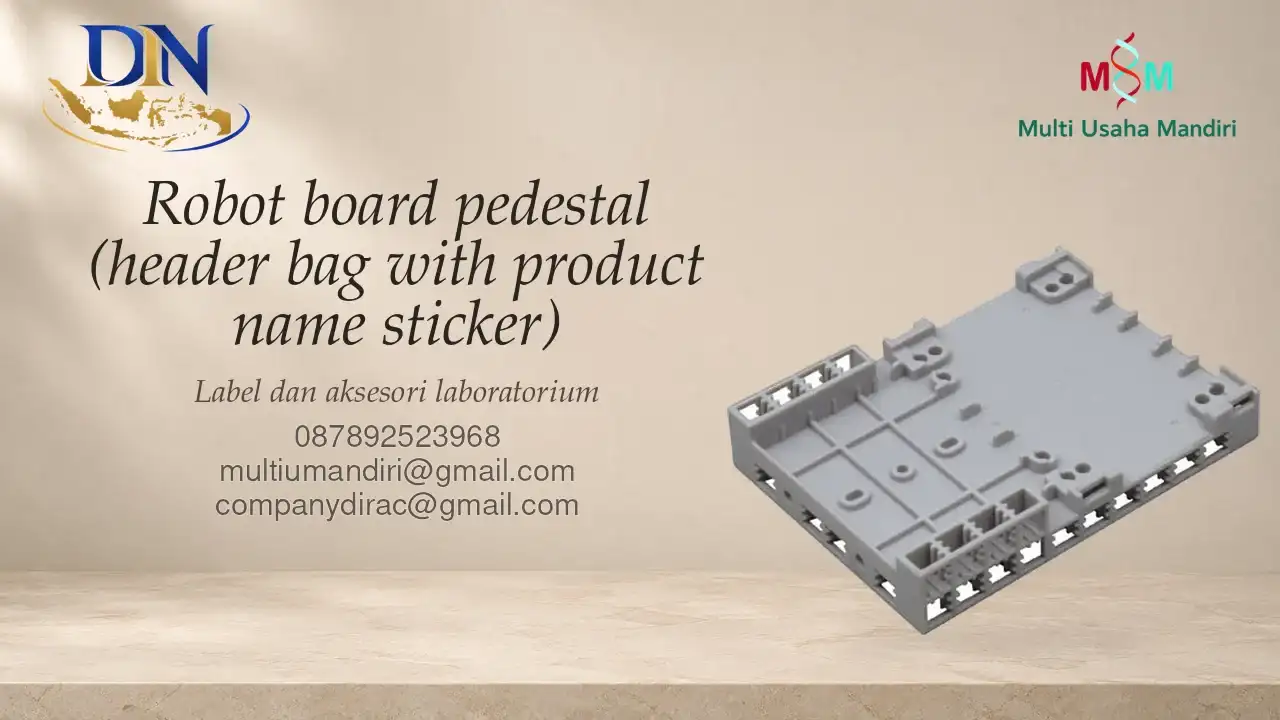 DN
MSM
Multi Usaha Mandiri
Robot board pedestal
(header bag with product
name sticker)
Label dan aksesori laboratorium
087892523968
multiumandiri@gmail.com
companydirac@gmail.com